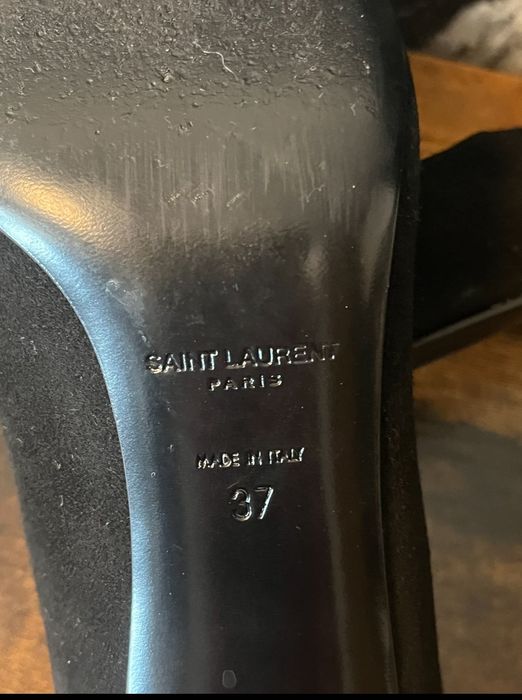 SAINT LAURENT
PARIS
MADE IN ITALY
37